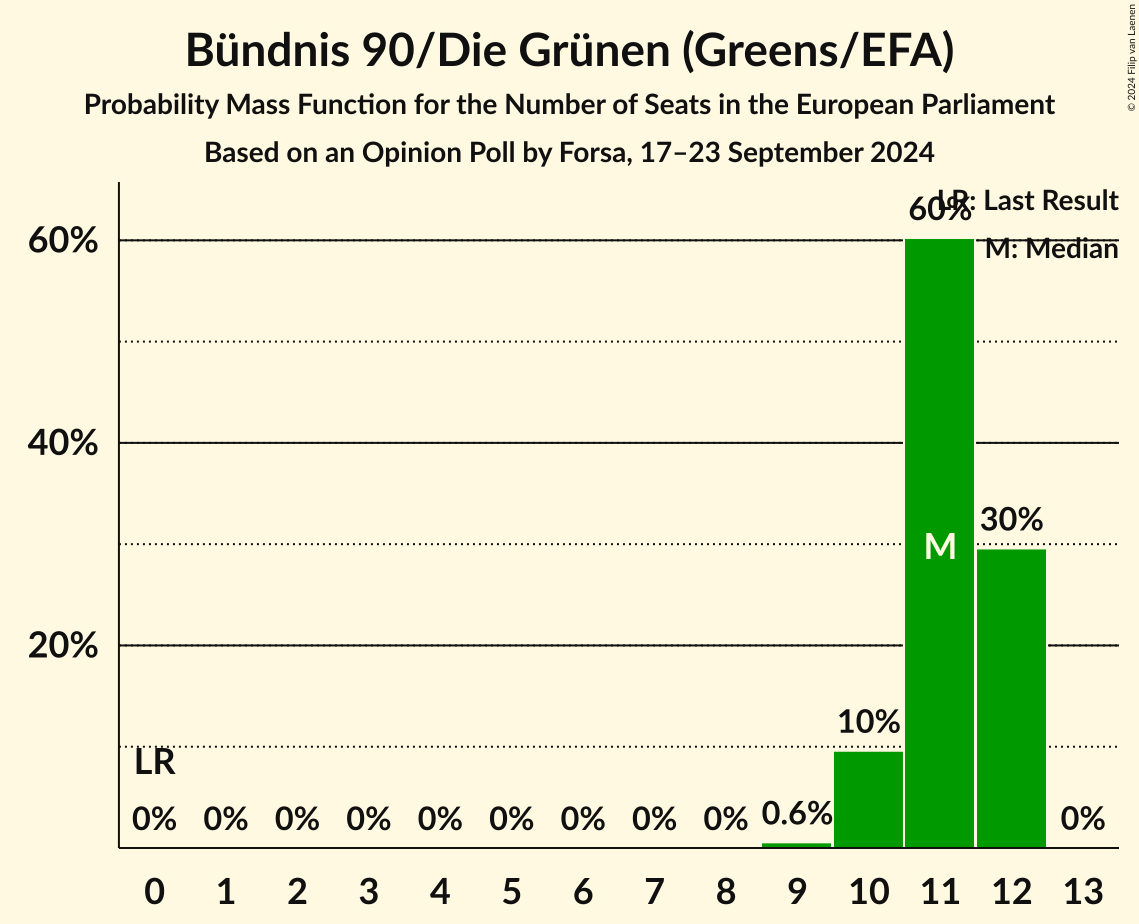 Bündnis 90/Die Grünen (Greens/EFA)
Probability Mass Function for the Number of Seats in the European Parliament
Based on an Opinion Poll by Forsa, 17–23 September 2024
© 2024 Filip van Laenen
LR: Last Result
M: Median
60%
40%
20%
LR
0% 0% 0% 0% 0% 0% 0% 0% 0% 0.6% 10% 60% 30% 0%
M
0 1 2 3 4 5 6 7 8 9 10 11 12 13